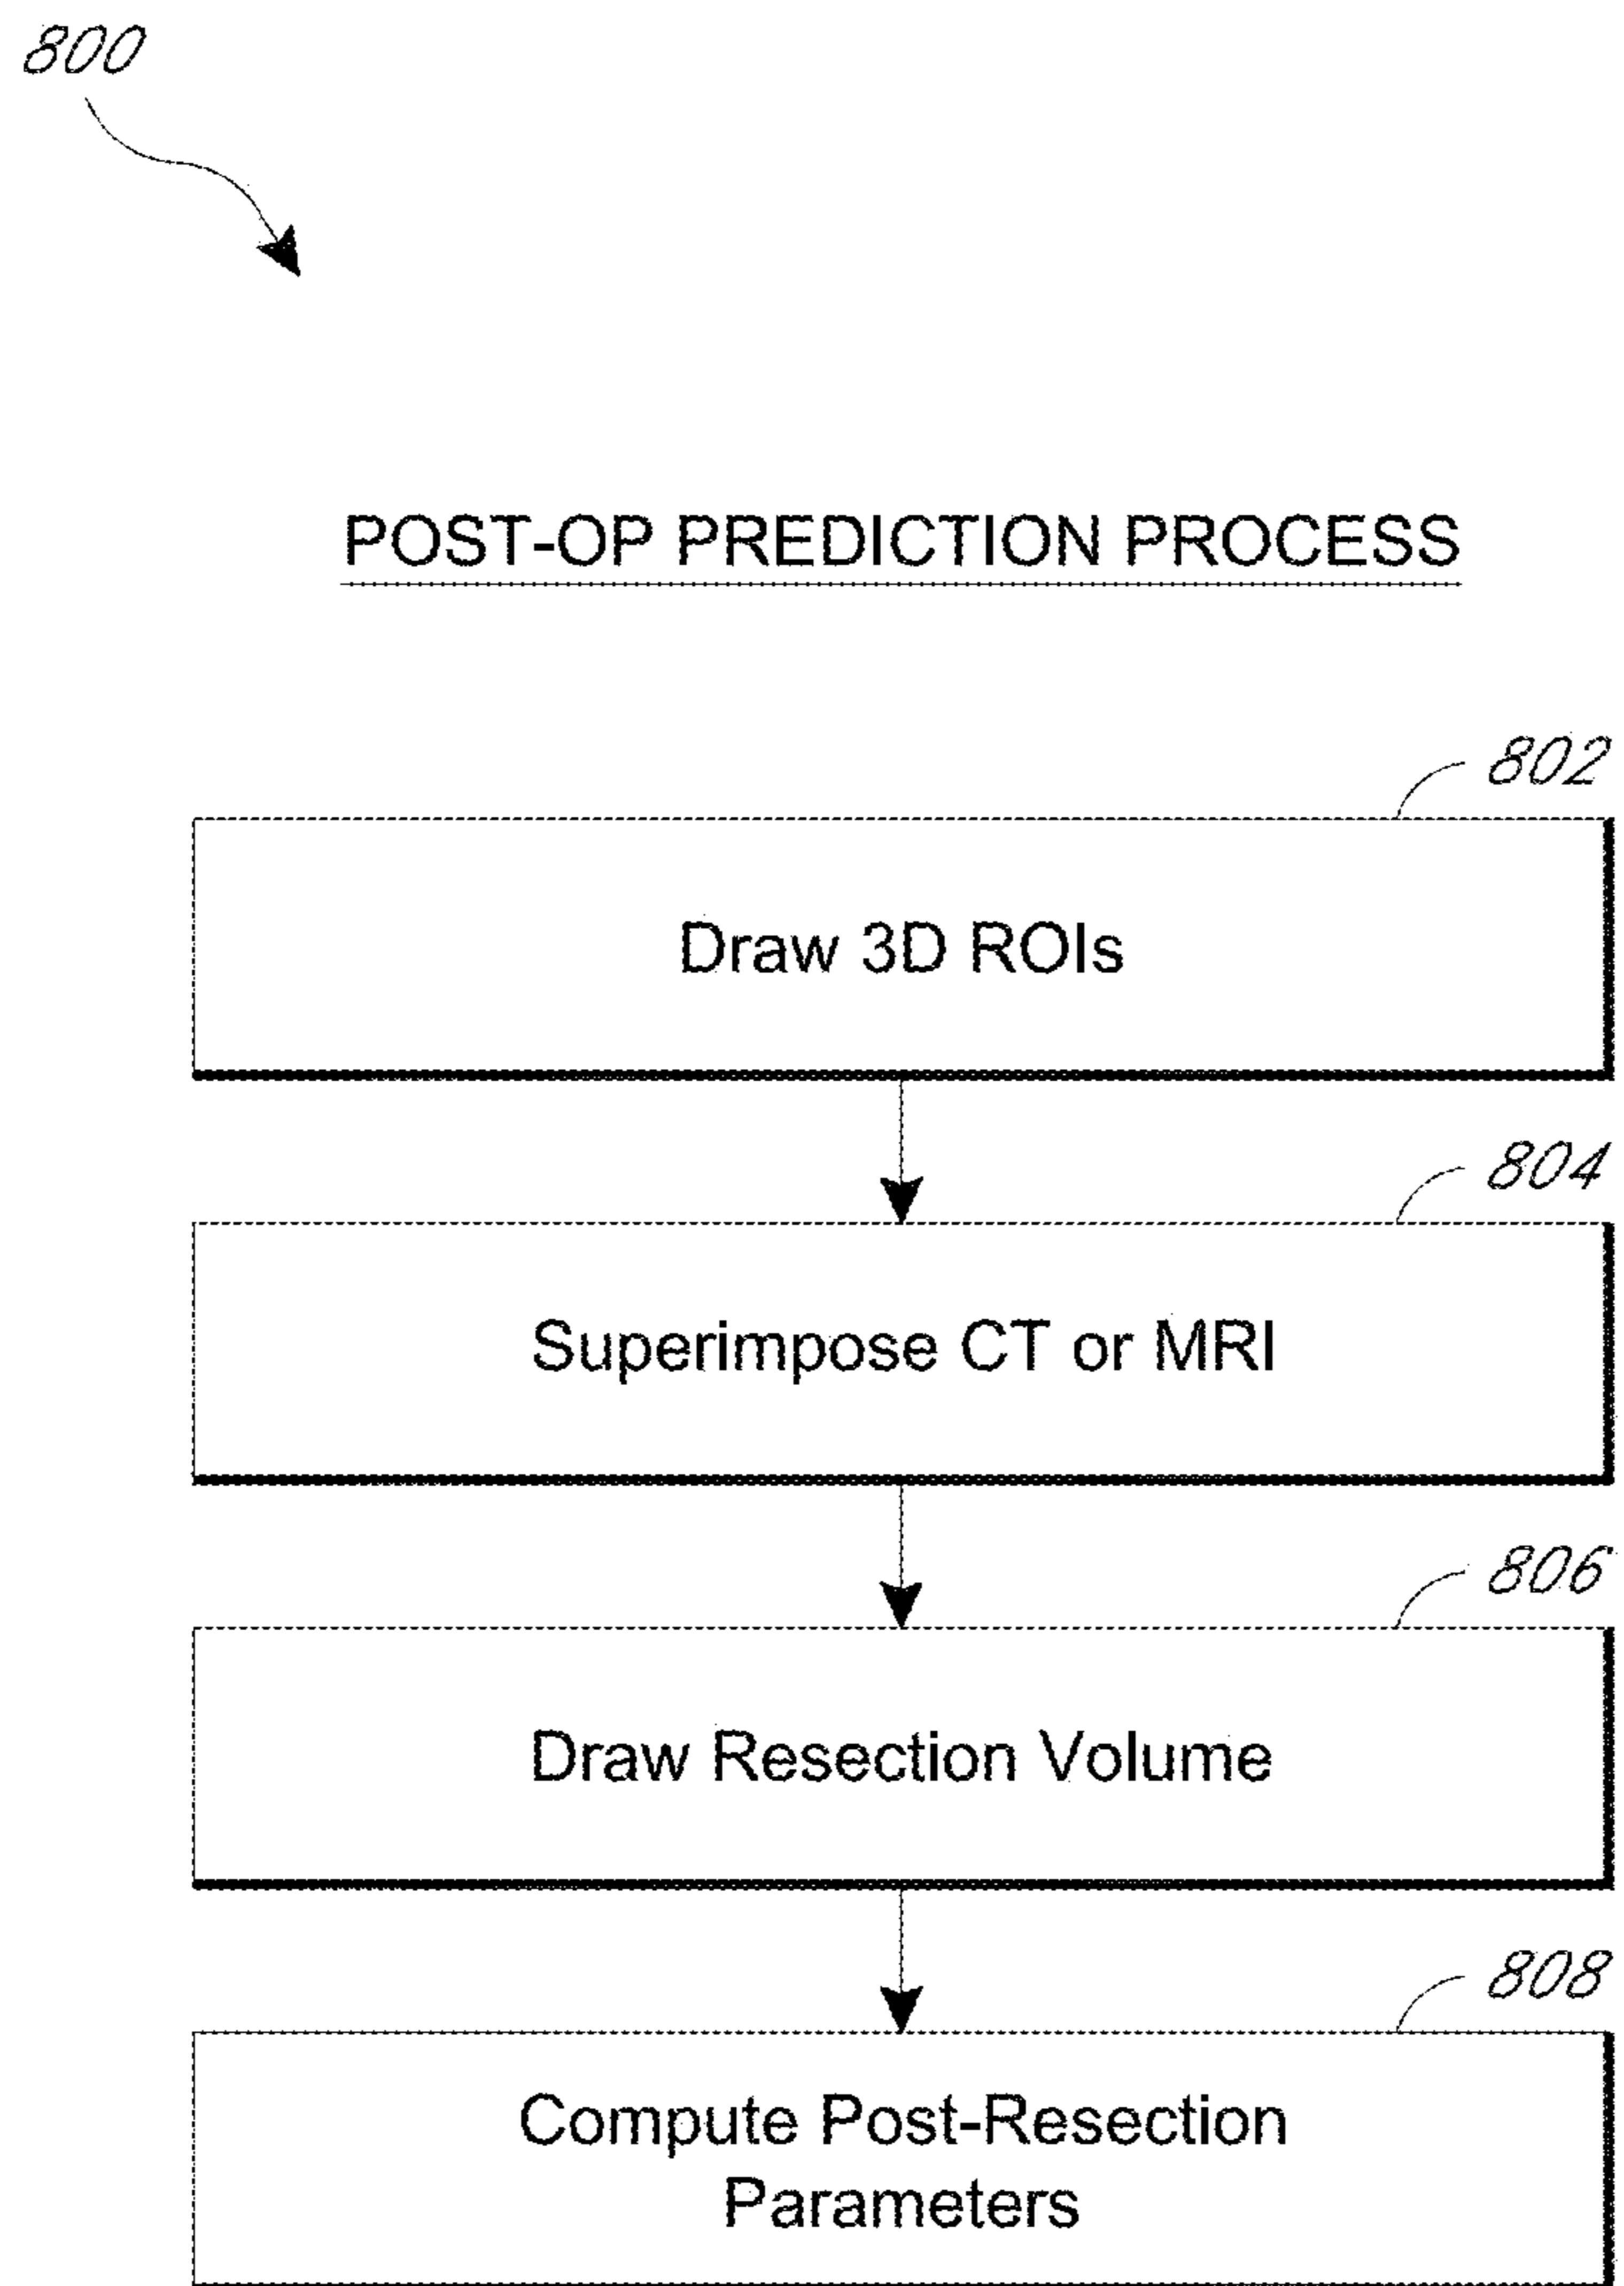 800
POST-OP PREDICTION PROCESS
802
Draw 3D ROIs
804
Superimpose CT or MRI
806
Draw Resection Volume
808
Compute Post-Resection
Parameters